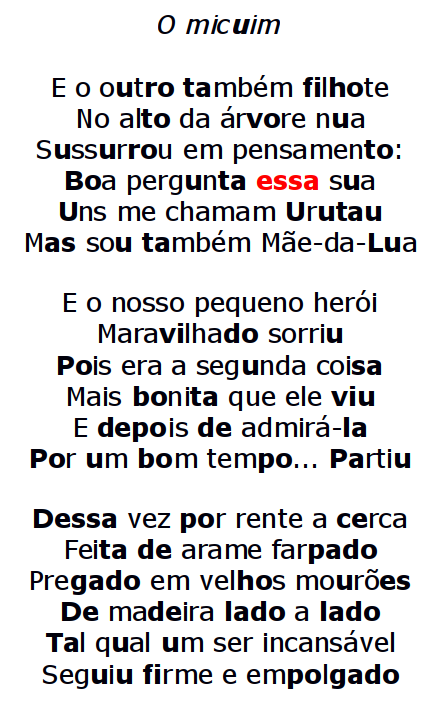 O micuim
E o outro também filhote
No alto da árvore nua
Sussurrou em pensamento:
Boa pergunta essa sua
Uns me chamam Urutau
Mas sou também Mãe-da-Lua
E o nosso pequeno herói
Maravilhado sorriu
Pois era a segunda coisa
Mais bonita que ele viu
E depois de admirá-la
Por um bom tempo... Partiu
Dessa vez por rente a cerca
Feita de arame farpado
Pregado em velhos mourões
De madeira lado a lado
Tal qual um ser incansável
Seguiu firme e empolgado